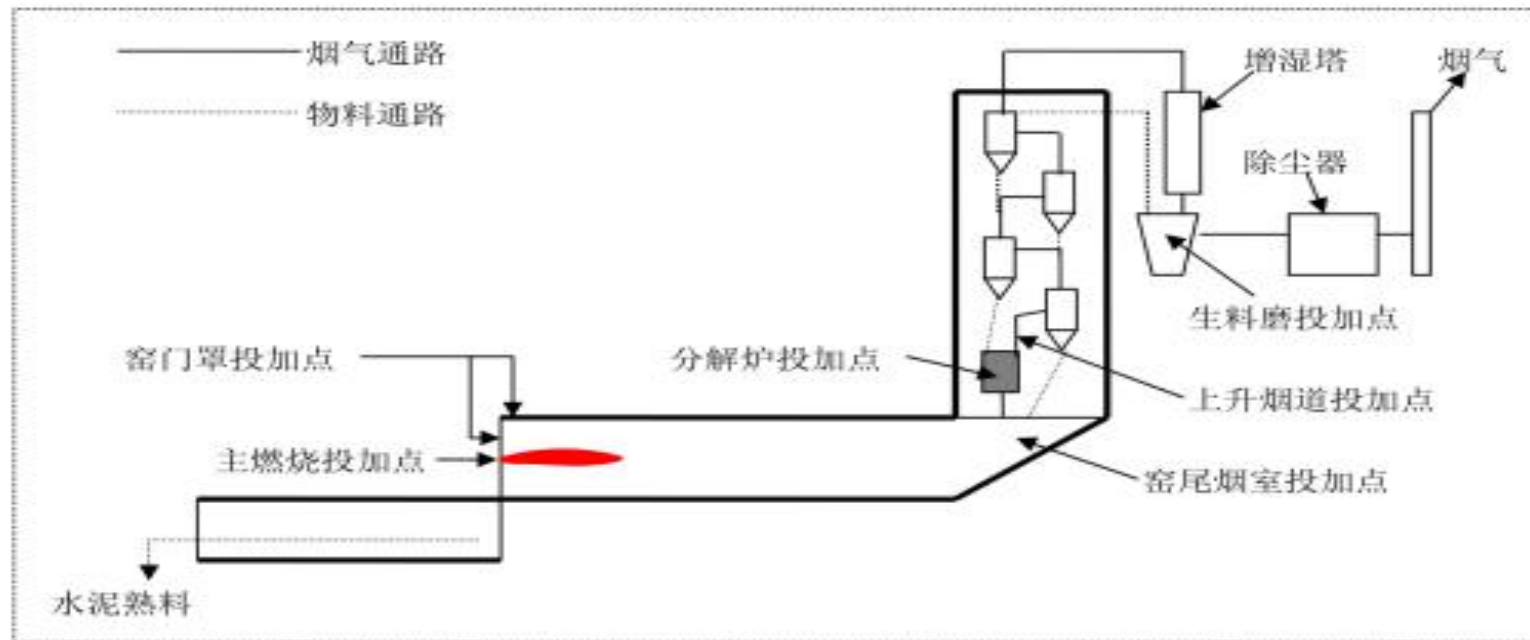 烟气通路
物料通路
增湿塔
烟气
除尘器
生料磨投加点
窑门罩投加点
分解炉投加点
上升烟道投加点
主燃烧投加点
窑尾烟室投加点
水泥熟料